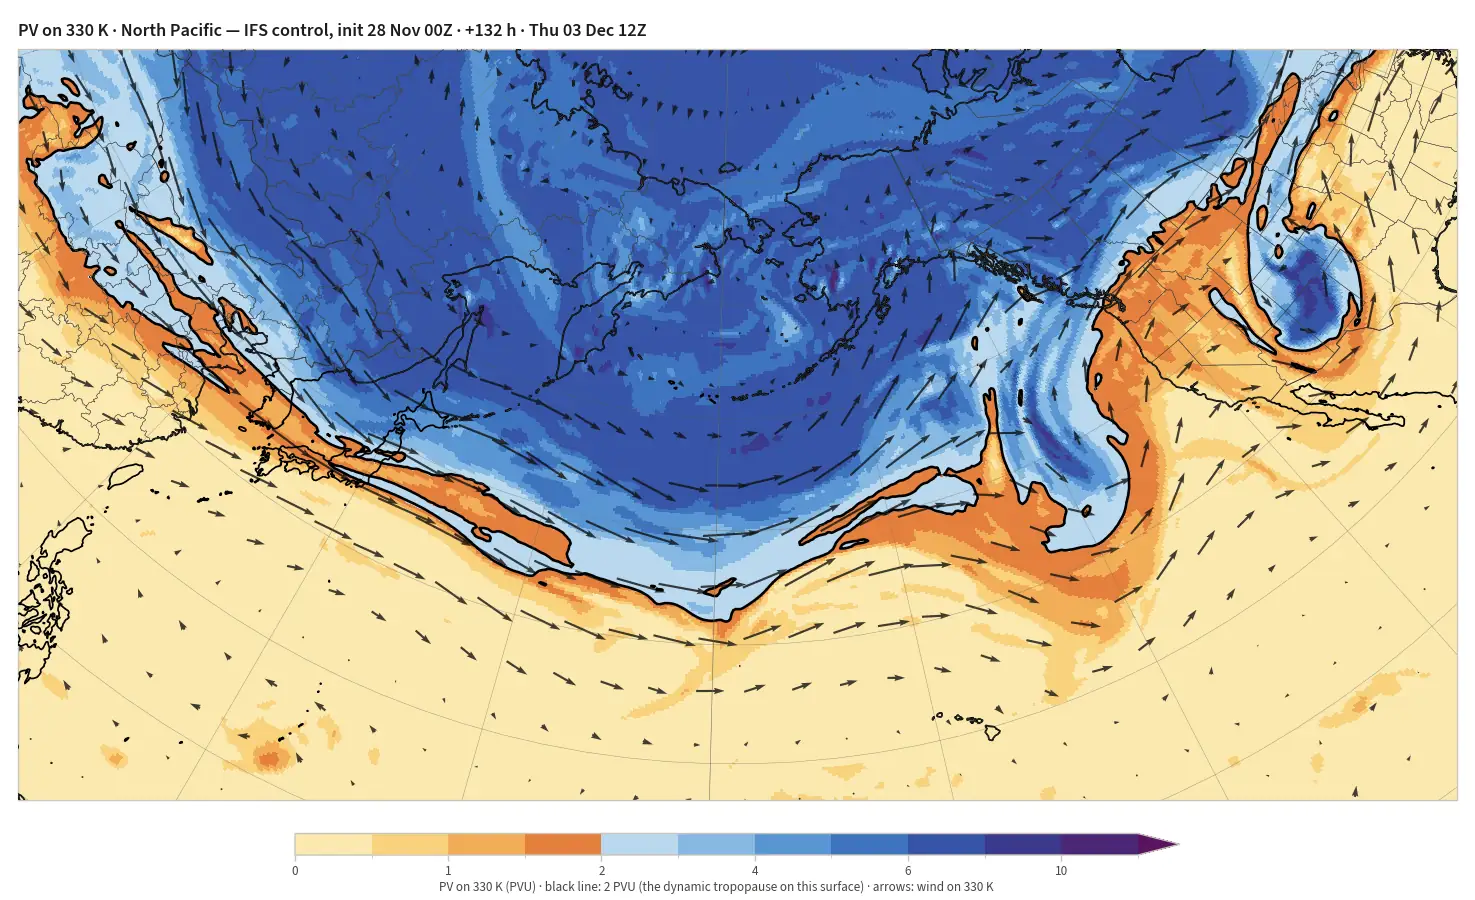 PV on 330 K · North Pacific — IFS control, init 28 Nov 00Z · +132 h · Thu 03 Dec 12Z
0 1 2 4 6 10
PV on 330 K (PVU) · black line: 2 PVU (the dynamic tropopause on this surface) · arrows: wind on 330 K